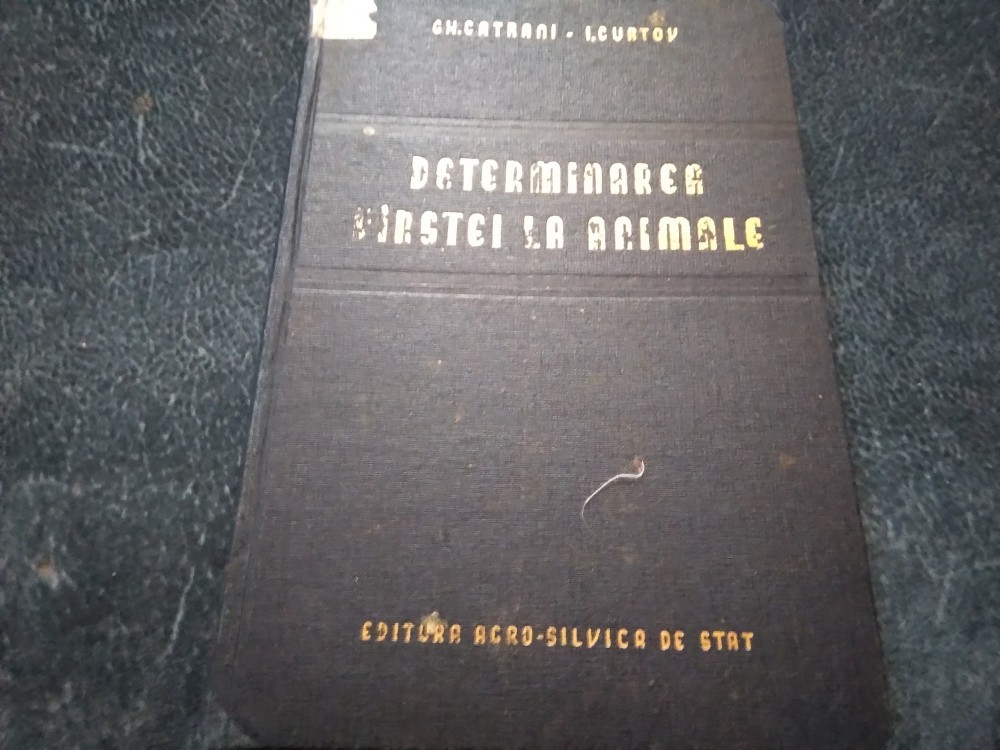 GH. CATRANI - I. CURTOV
DETERMINAREA
VÎRSTEI LA ANIMALE
EDITURA AGRO-SILVICA DE STAT